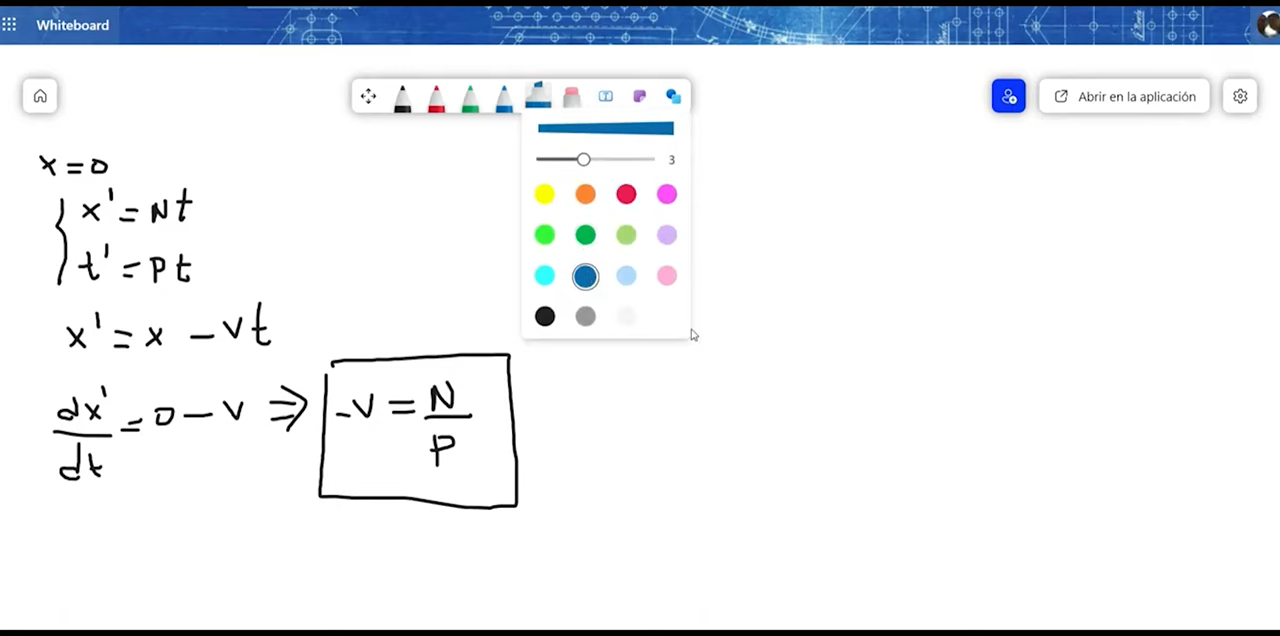 Whiteboard
Abrir en la aplicación
3
x = 0
{ x' = Nt
t' = Pt
x' = x - vt
dx'/dt = 0 - v ⇒ -v = N/P